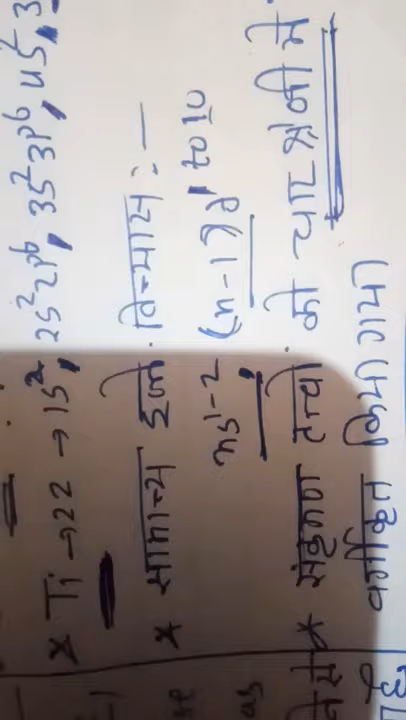 * Ti → 22 → 1s², 2s² 2p⁶, 3s² 3p⁶, 4s², 3
* सामान्य इले. विन्यास :—
ns¹⁻², (n-1)d¹ to 10
* संक्रमण तत्वो. को चार श्रेणी में
वर्गीकृत किया गया